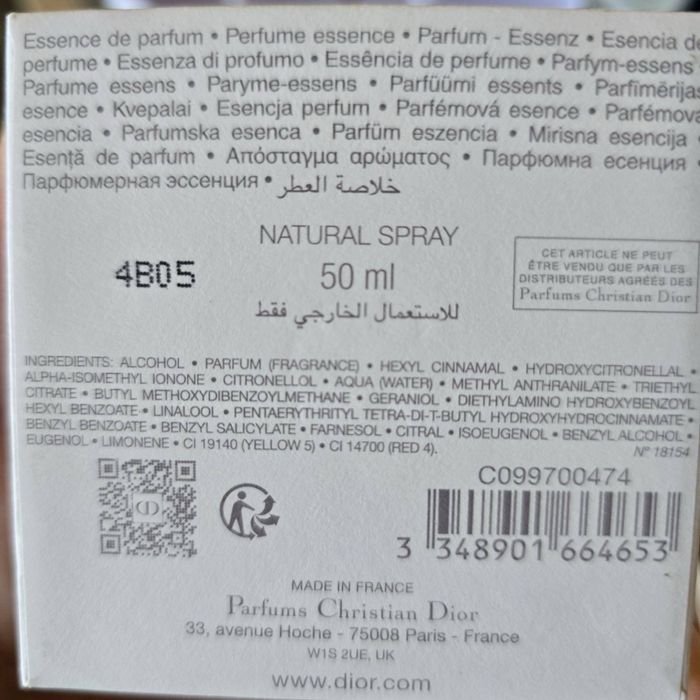 Essence de parfum • Perfume essence • Parfum - Essenz • Esencia de
perfume • Essenza di profumo • Essência de perfume • Parfym-essens
Parfume essens • Paryme-essens • Parfüümi essents • Parfimērijas
esence • Kvepalai • Esencja perfum • Parfémová esence • Parfémová
esencia • Parfumska esenca • Parfüm eszencia • Mirisna esencija •
Esență de parfum • Απόσταγμα αρώματος • Парфюмна есенция •
Парфюмерная эссенция • خلاصة العطر
NATURAL SPRAY
4B05
50 ml
للاستعمال الخارجي فقط
CET ARTICLE NE PEUT
ÊTRE VENDU QUE PAR LES
DISTRIBUTEURS AGRÉÉS DES
Parfums Christian Dior
INGREDIENTS: ALCOHOL • PARFUM (FRAGRANCE) • HEXYL CINNAMAL • HYDROXYCITRONELLAL •
ALPHA-ISOMETHYL IONONE • CITRONELLOL • AQUA (WATER) • METHYL ANTHRANILATE • TRIETHYL
CITRATE • BUTYL METHOXYDIBENZOYLMETHANE • GERANIOL • DIETHYLAMINO HYDROXYBENZOYL
HEXYL BENZOATE • LINALOOL • PENTAERYTHRITYL TETRA-DI-T-BUTYL HYDROXYHYDROCINNAMATE •
BENZYL BENZOATE • BENZYL SALICYLATE • FARNESOL • CITRAL • ISOEUGENOL • BENZYL ALCOHOL •
EUGENOL • LIMONENE • CI 19140 (YELLOW 5) • CI 14700 (RED 4).
N° 18154
C099700474
3 348901 664653
MADE IN FRANCE
Parfums Christian Dior
33, avenue Hoche - 75008 Paris - France
W1S 2UE, UK
www.dior.com